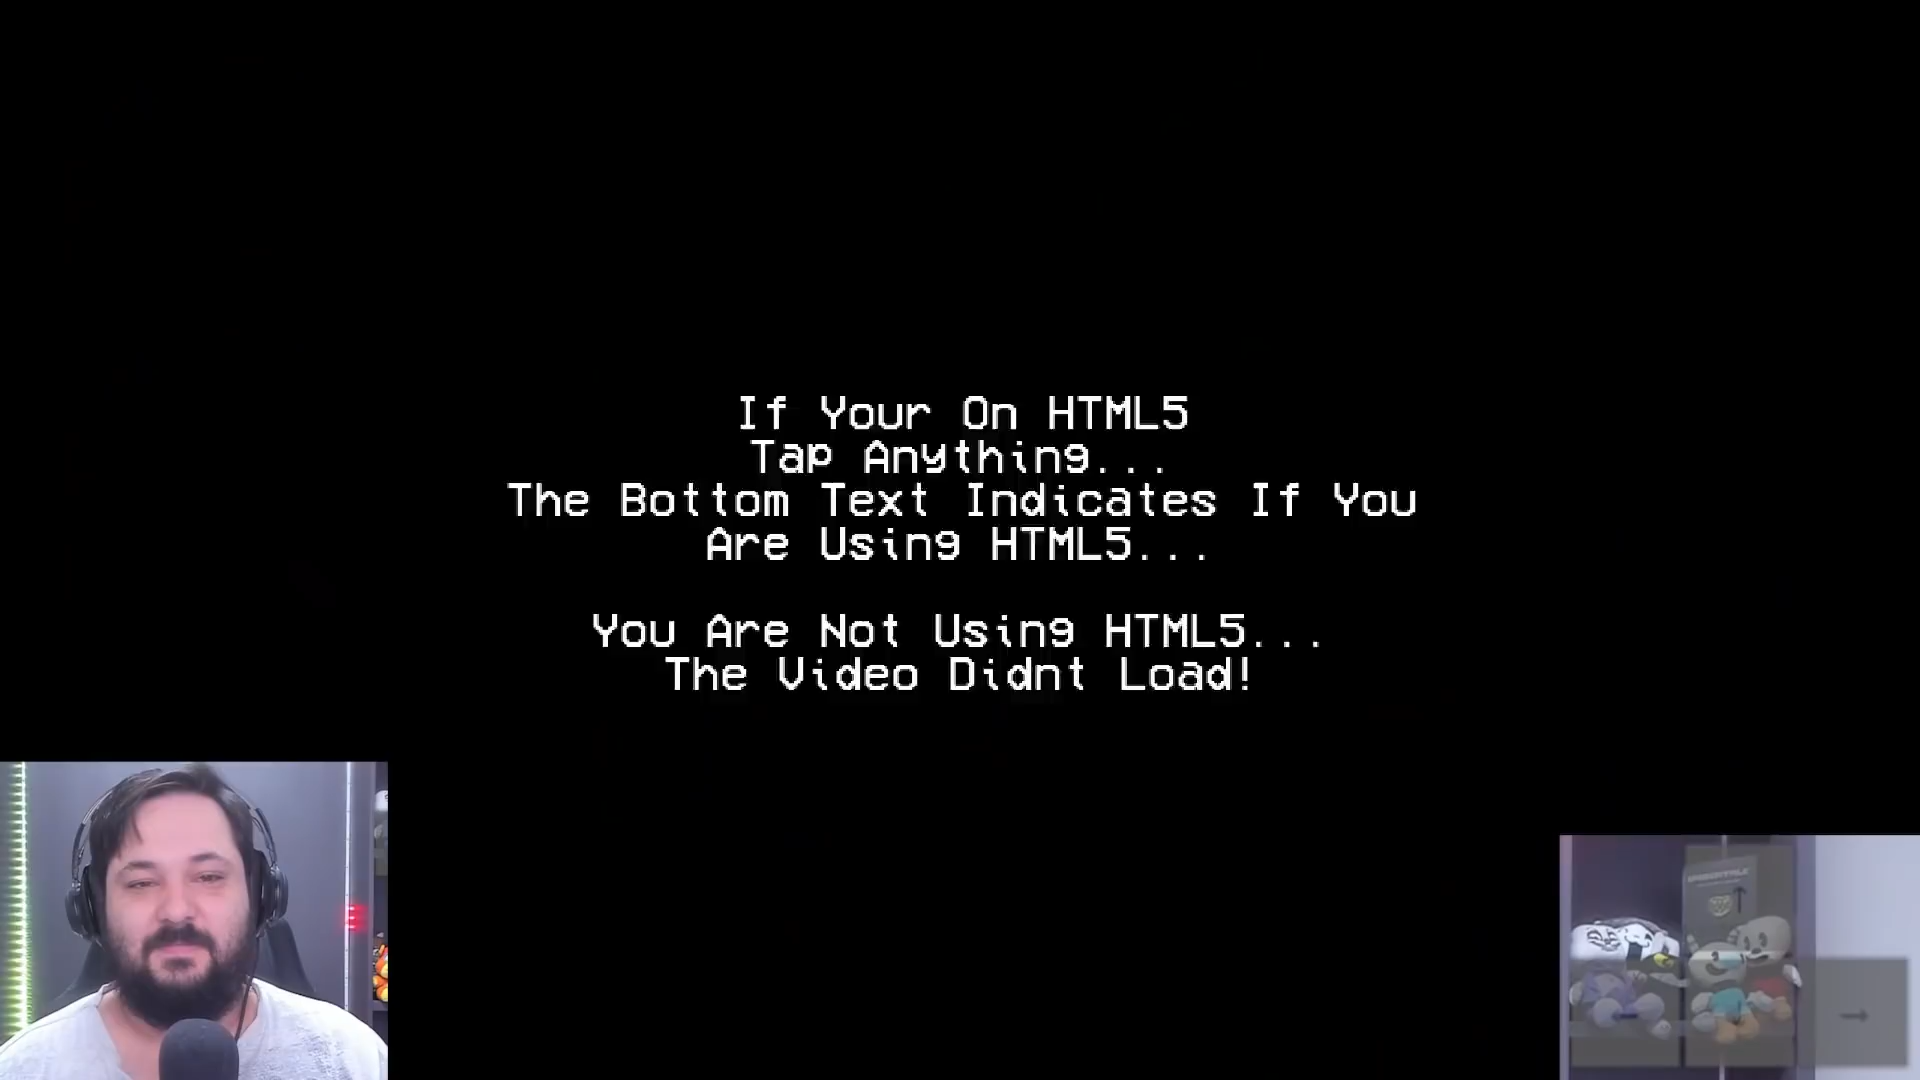 If Your On HTML5
Tap Anything...
The Bottom Text Indicates If You
Are Using HTML5...
You Are Not Using HTML5...
The Video Didnt Load!